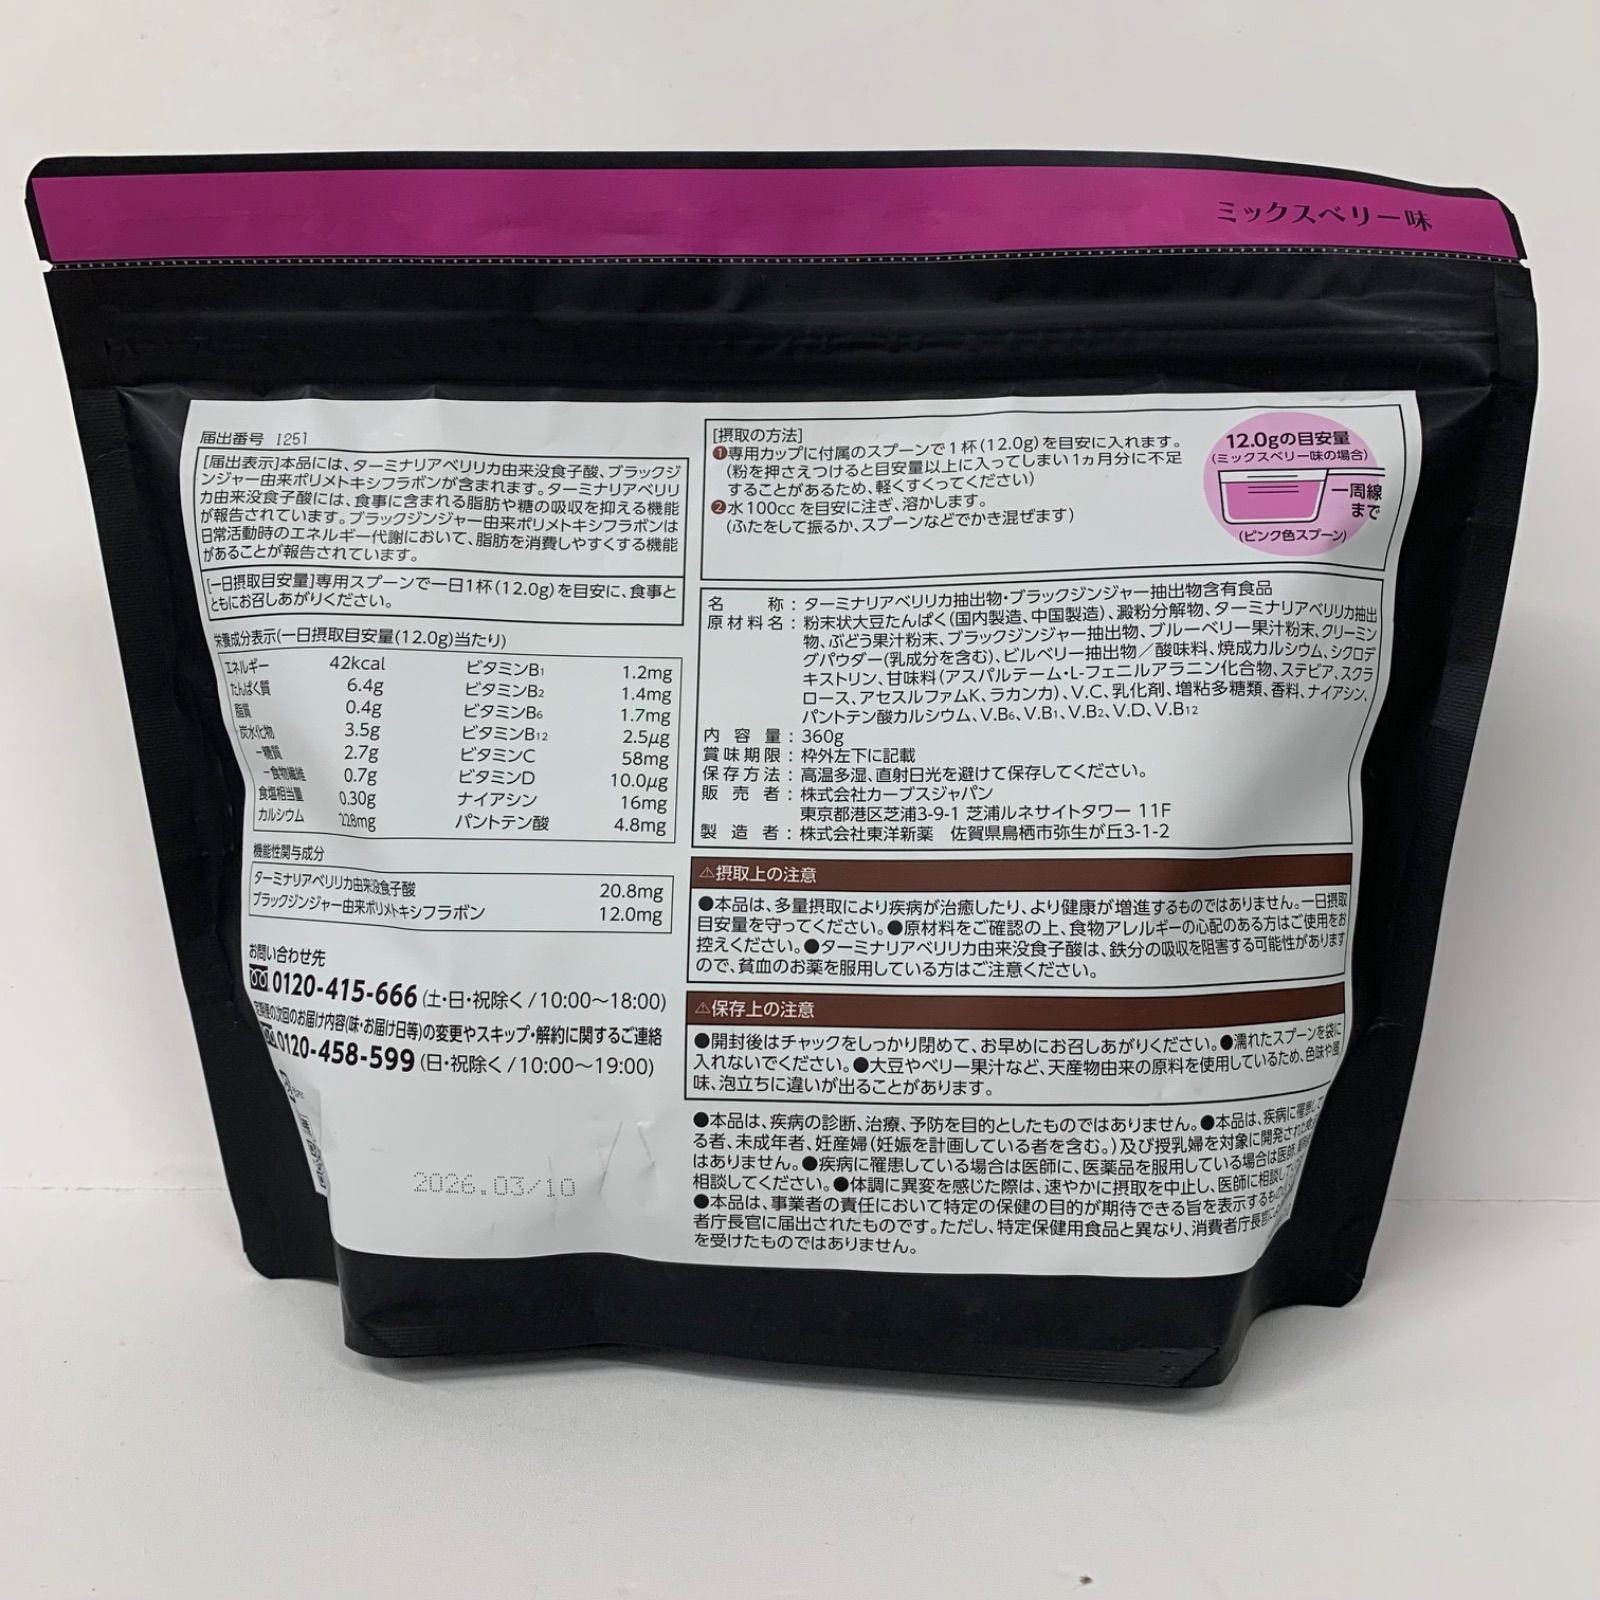 ミックスベリー味
届出番号 I251
[届出表示]本品には、ターミナリアベリリカ由来没食子酸、ブラックジ
ンジャー由来ポリメトキシフラボンが含まれます。ターミナリアベリリ
カ由来没食子酸には、食事に含まれる脂肪や糖の吸収を抑える機能
が報告されています。ブラックジンジャー由来ポリメトキシフラボンは
日常活動時のエネルギー代謝において、脂肪を消費しやすくする機能
があることが報告されています。
[一日摂取目安量]専用スプーンで一日1杯(12.0g)を目安に、食事と
ともにお召しあがりください。
栄養成分表示(一日摂取目安量(12.0g)当たり)
エネルギー 42kcal ビタミンB1 1.2mg
たんぱく質 6.4g ビタミンB2 1.4mg
脂質 0.4g ビタミンB6 1.7mg
炭水化物 3.5g ビタミンB12 2.5μg
－糖質 2.7g ビタミンC 58mg
－食物繊維 0.7g ビタミンD 10.0μg
食塩相当量 0.30g ナイアシン 16mg
カルシウム 228mg パントテン酸 4.8mg
機能性関与成分
ターミナリアベリリカ由来没食子酸 20.8mg
ブラックジンジャー由来ポリメトキシフラボン 12.0mg
お問い合わせ先
0120-415-666(土・日・祝除く/10:00～18:00)
定期便の次回のお届け内容(味・お届け日等)の変更やスキップ・解約に関するご連絡
0120-458-599(日・祝除く/10:00～19:00)
2026.03/10
[摂取の方法]
❶専用カップに付属のスプーンで1杯(12.0g)を目安に入れます。
(粉を押さえつけると目安量以上に入ってしまい1ヵ月分に不足
することがあるため、軽くすくってください)
❷水100ccを目安に注ぎ、溶かします。
(ふたをして振るか、スプーンなどでかき混ぜます)
12.0gの目安量
(ミックスベリー味の場合)
一周線
まで
(ピンク色スプーン)
名称：ターミナリアベリリカ抽出物・ブラックジンジャー抽出物含有食品
原材料名：粉末状大豆たんぱく(国内製造、中国製造)、澱粉分解物、ターミナリアベリリカ抽出
物、ぶどう果汁粉末、ブラックジンジャー抽出物、ブルーベリー果汁粉末、クリーミン
グパウダー(乳成分を含む)、ビルベリー抽出物／酸味料、焼成カルシウム、シクロデ
キストリン、甘味料(アスパルテーム・L-フェニルアラニン化合物、ステビア、スクラ
ロース、アセスルファムK、ラカンカ)、V.C、乳化剤、増粘多糖類、香料、ナイアシン、
パントテン酸カルシウム、V.B6、V.B1、V.B2、V.D、V.B12
内容量：360g
賞味期限：枠外左下に記載
保存方法：高温多湿、直射日光を避けて保存してください。
販売者：株式会社カーブスジャパン
東京都港区芝浦3-9-1 芝浦ルネサイトタワー 11F
製造者：株式会社東洋新薬 佐賀県鳥栖市弥生が丘3-1-2
⚠摂取上の注意
●本品は、多量摂取により疾病が治癒したり、より健康が増進するものではありません。一日摂取
目安量を守ってください。●原材料をご確認の上、食物アレルギーの心配のある方はご使用をお
控えください。●ターミナリアベリリカ由来没食子酸は、鉄分の吸収を阻害する可能性があります
ので、貧血のお薬を服用している方はご注意ください。
⚠保存上の注意
●開封後はチャックをしっかり閉めて、お早めにお召しあがりください。●濡れたスプーンを袋に
入れないでください。●大豆やベリー果汁など、天産物由来の原料を使用しているため、色味や風
味、泡立ちに違いが出ることがあります。
●本品は、疾病の診断、治療、予防を目的としたものではありません。●本品は、疾病に罹患して
る者、未成年者、妊産婦(妊娠を計画している者を含む。)及び授乳婦を対象に開発された
はありません。●疾病に罹患している場合は医師に、医薬品を服用している場合は医師、
相談してください。●体調に異変を感じた際は、速やかに摂取を中止し、医師に相談して
●本品は、事業者の責任において特定の保健の目的が期待できる旨を表示するもの
者庁長官に届出されたものです。ただし、特定保健用食品と異なり、消費者庁長官
を受けたものではありません。